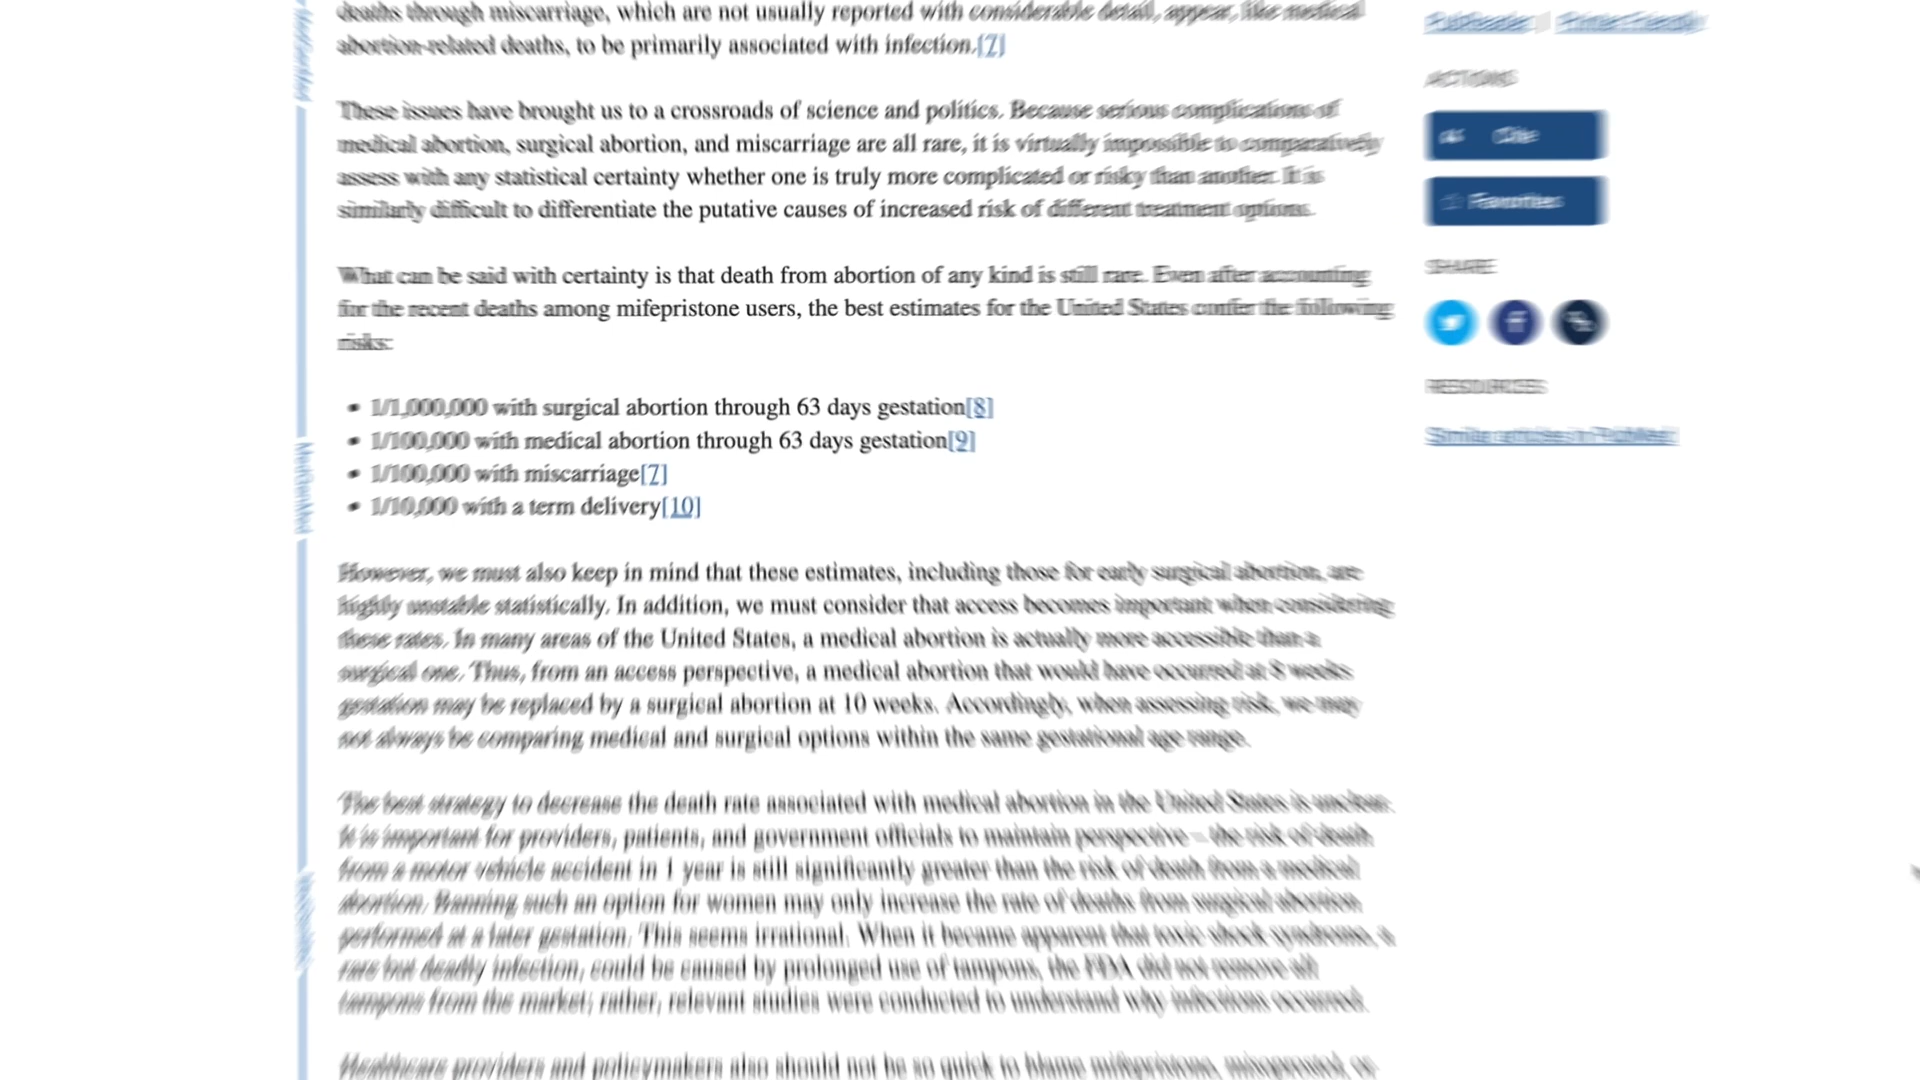 deaths through miscarriage, which are not usually reported with considerable detail, appear, like medical
abortion-related deaths, to be primarily associated with infection.[7]
These issues have brought us to a crossroads of science and politics. Because serious complications of
medical abortion, surgical abortion, and miscarriage are all rare, it is virtually impossible to comparatively
assess with any statistical certainty whether one is truly more complicated or risky than another. It is
similarly difficult to differentiate the putative causes of increased risk of different treatment options.
What can be said with certainty is that death from abortion of any kind is still rare. Even after accounting
for the recent deaths among mifepristone users, the best estimates for the United States confer the following
risks:
• 1/1,000,000 with surgical abortion through 63 days gestation[8]
• 1/100,000 with medical abortion through 63 days gestation[9]
• 1/100,000 with miscarriage[7]
• 1/10,000 with a term delivery[10]
However, we must also keep in mind that these estimates, including those for early surgical abortion, are
highly unstable statistically. In addition, we must consider that access becomes important when considering
these rates. In many areas of the United States, a medical abortion is actually more accessible than a
surgical one. Thus, from an access perspective, a medical abortion that would have occurred at 8 weeks
gestation may be replaced by a surgical abortion at 10 weeks. Accordingly, when assessing risk, we may
not always be comparing medical and surgical options within the same gestational age range.
The best strategy to decrease the death rate associated with medical abortion in the United States is unclear.
It is important for providers, patients, and government officials to maintain perspective – the risk of death
from a motor vehicle accident in 1 year is still significantly greater than the risk of death from a medical
abortion. Banning such an option for women may only increase the rate of deaths from surgical abortion
performed at a later gestation. This seems irrational. When it became apparent that toxic shock syndrome, a
rare but deadly infection, could be caused by prolonged use of tampons, the FDA did not remove all
tampons from the market; rather, relevant studies were conducted to understand why infections occurred.
Healthcare providers and policymakers also should not be so quick to blame mifepristone, misoprostol, or
PubReader
Printer Friendly
ACTIONS
Cite
Favorites
SHARE
RESOURCES
Similar articles in PubMed
MedGenMed